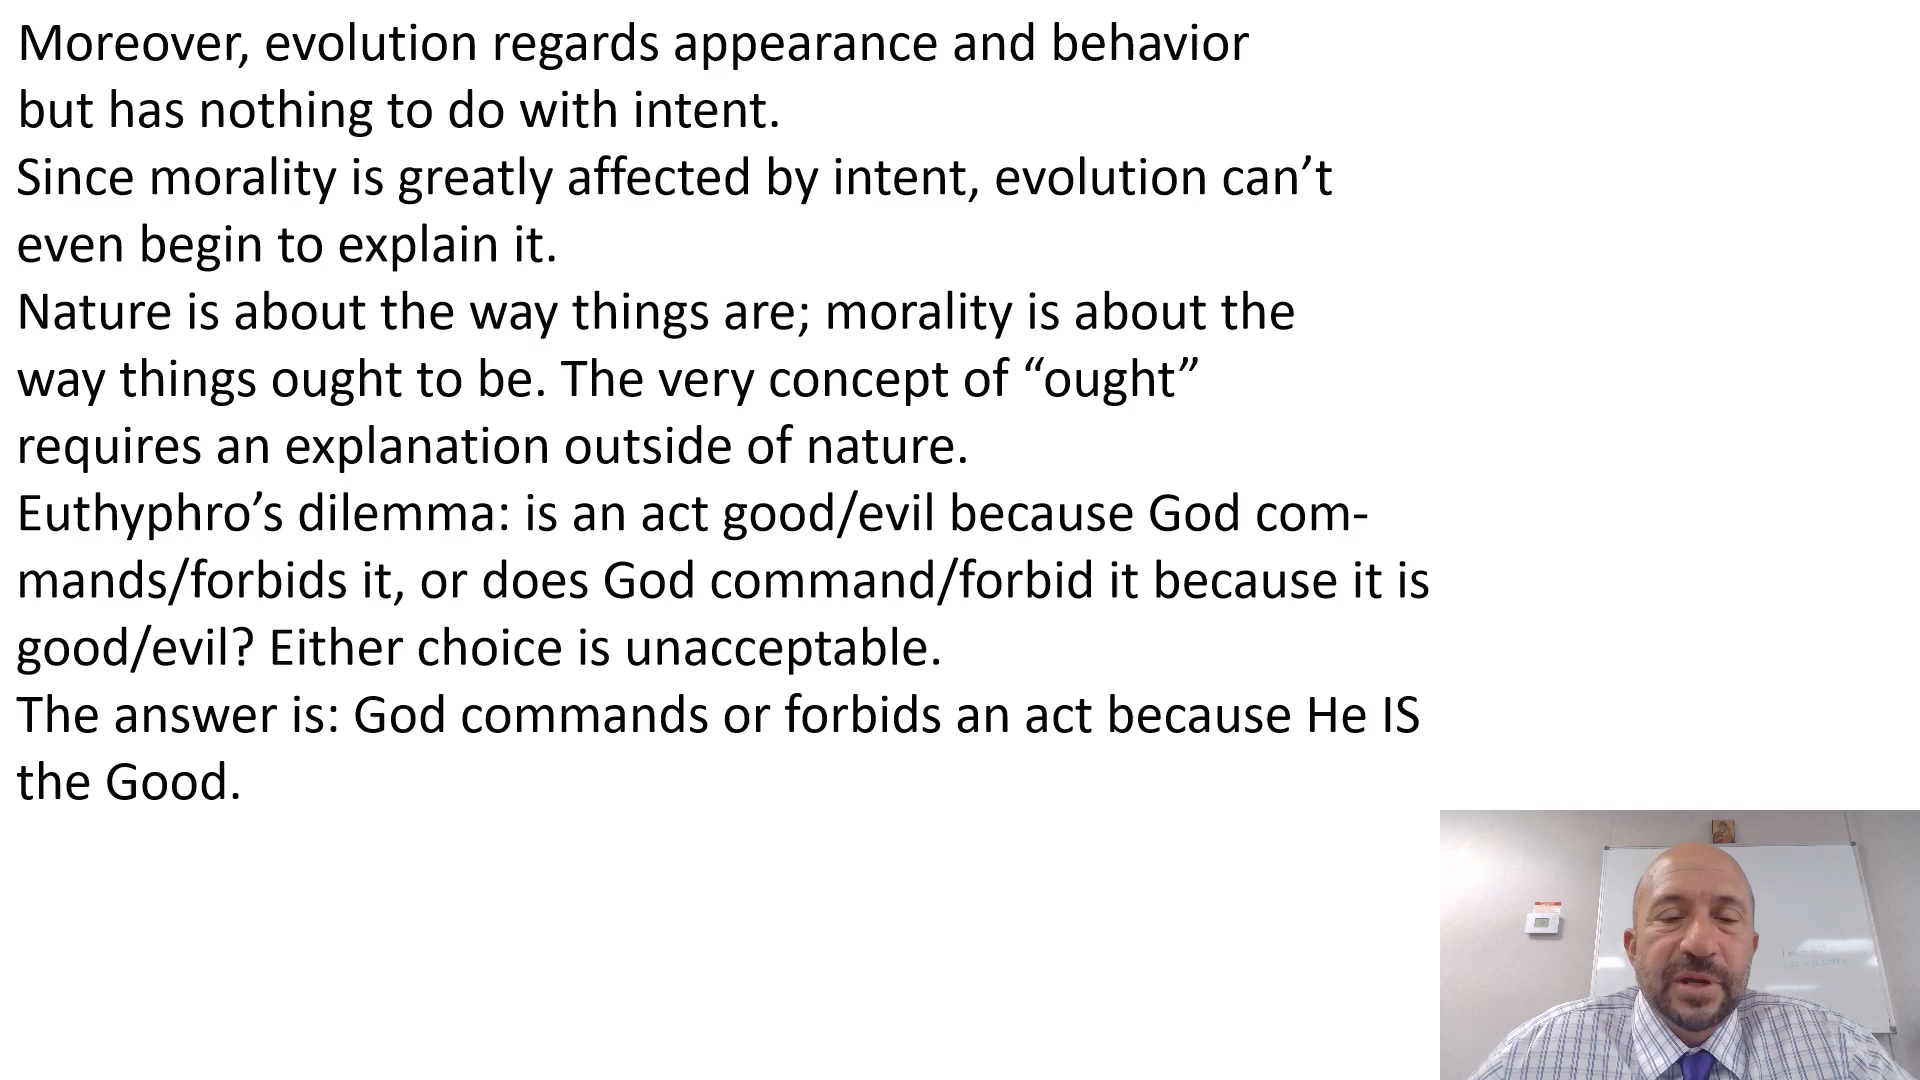 Moreover, evolution regards appearance and behavior
but has nothing to do with intent.
Since morality is greatly affected by intent, evolution can’t
even begin to explain it.
Nature is about the way things are; morality is about the
way things ought to be. The very concept of “ought”
requires an explanation outside of nature.
Euthyphro’s dilemma: is an act good/evil because God com-
mands/forbids it, or does God command/forbid it because it is
good/evil? Either choice is unacceptable.
The answer is: God commands or forbids an act because He IS
the Good.